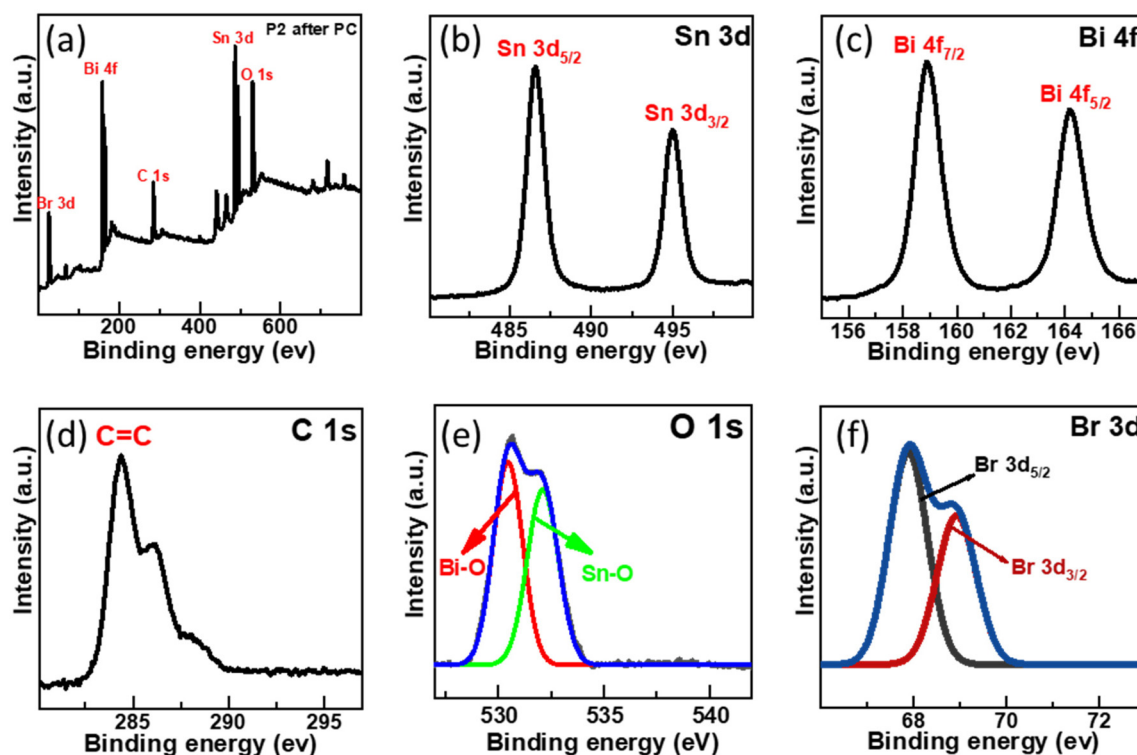 (a)
P2 after PC
Sn 3d
Bi 4f
O 1s
C 1s
Br 3d
Intensity (a.u.)
200 400 600
Binding energy (ev)
(b)
Sn 3d
Sn 3d5/2
Sn 3d3/2
Intensity (a.u.)
485 490 495
Binding energy (ev)
(c)
Bi 4f
Bi 4f7/2
Bi 4f5/2
Intensity (a.u.)
156 158 160 162 164 166
Binding energy (ev)
(d)
C=C
C 1s
Intensity (a.u.)
285 290 295
Binding energy (ev)
(e)
O 1s
Bi-O
Sn-O
Intensity (a.u.)
530 535 540
Binding energy (eV)
(f)
Br 3d
Br 3d5/2
Br 3d3/2
Intensity (a.u.)
68 70 72
Binding energy (ev)